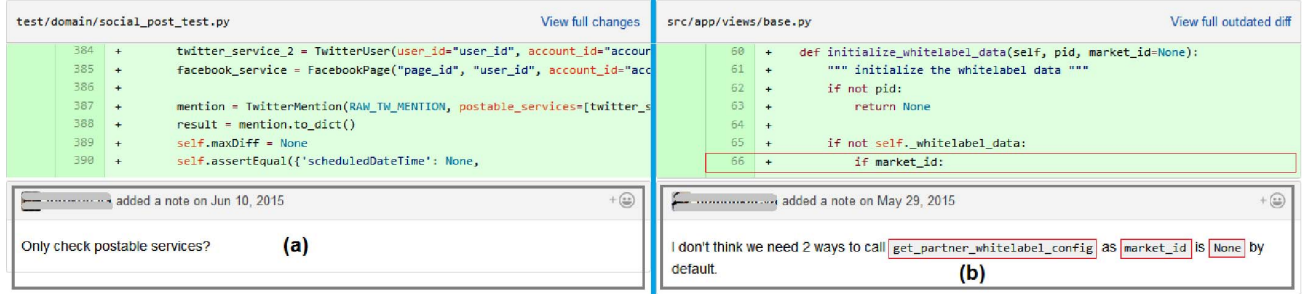 test/domain/social_post_test.py View full changes
384 + twitter_service_2 = TwitterUser(user_id="user_id", account_id="accour
385 + facebook_service = FacebookPage("page_id", "user_id", account_id="acc
386 +
387 + mention = TwitterMention(RAW_TW_MENTION, postable_services=[twitter_s
388 + result = mention.to_dict()
389 + self.maxDiff = None
390 + self.assertEqual({'scheduledDateTime': None,
added a note on Jun 10, 2015
Only check postable services?
(a)
src/app/views/base.py View full outdated diff
60 + def initialize_whitelabel_data(self, pid, market_id=None):
61 + """ initialize the whitelabel data """
62 + if not pid:
63 + return None
64 +
65 + if not self._whitelabel_data:
66 + if market_id:
added a note on May 29, 2015
I don't think we need 2 ways to call get_partner_whitelabel_config as market_id is None by
default.
(b)